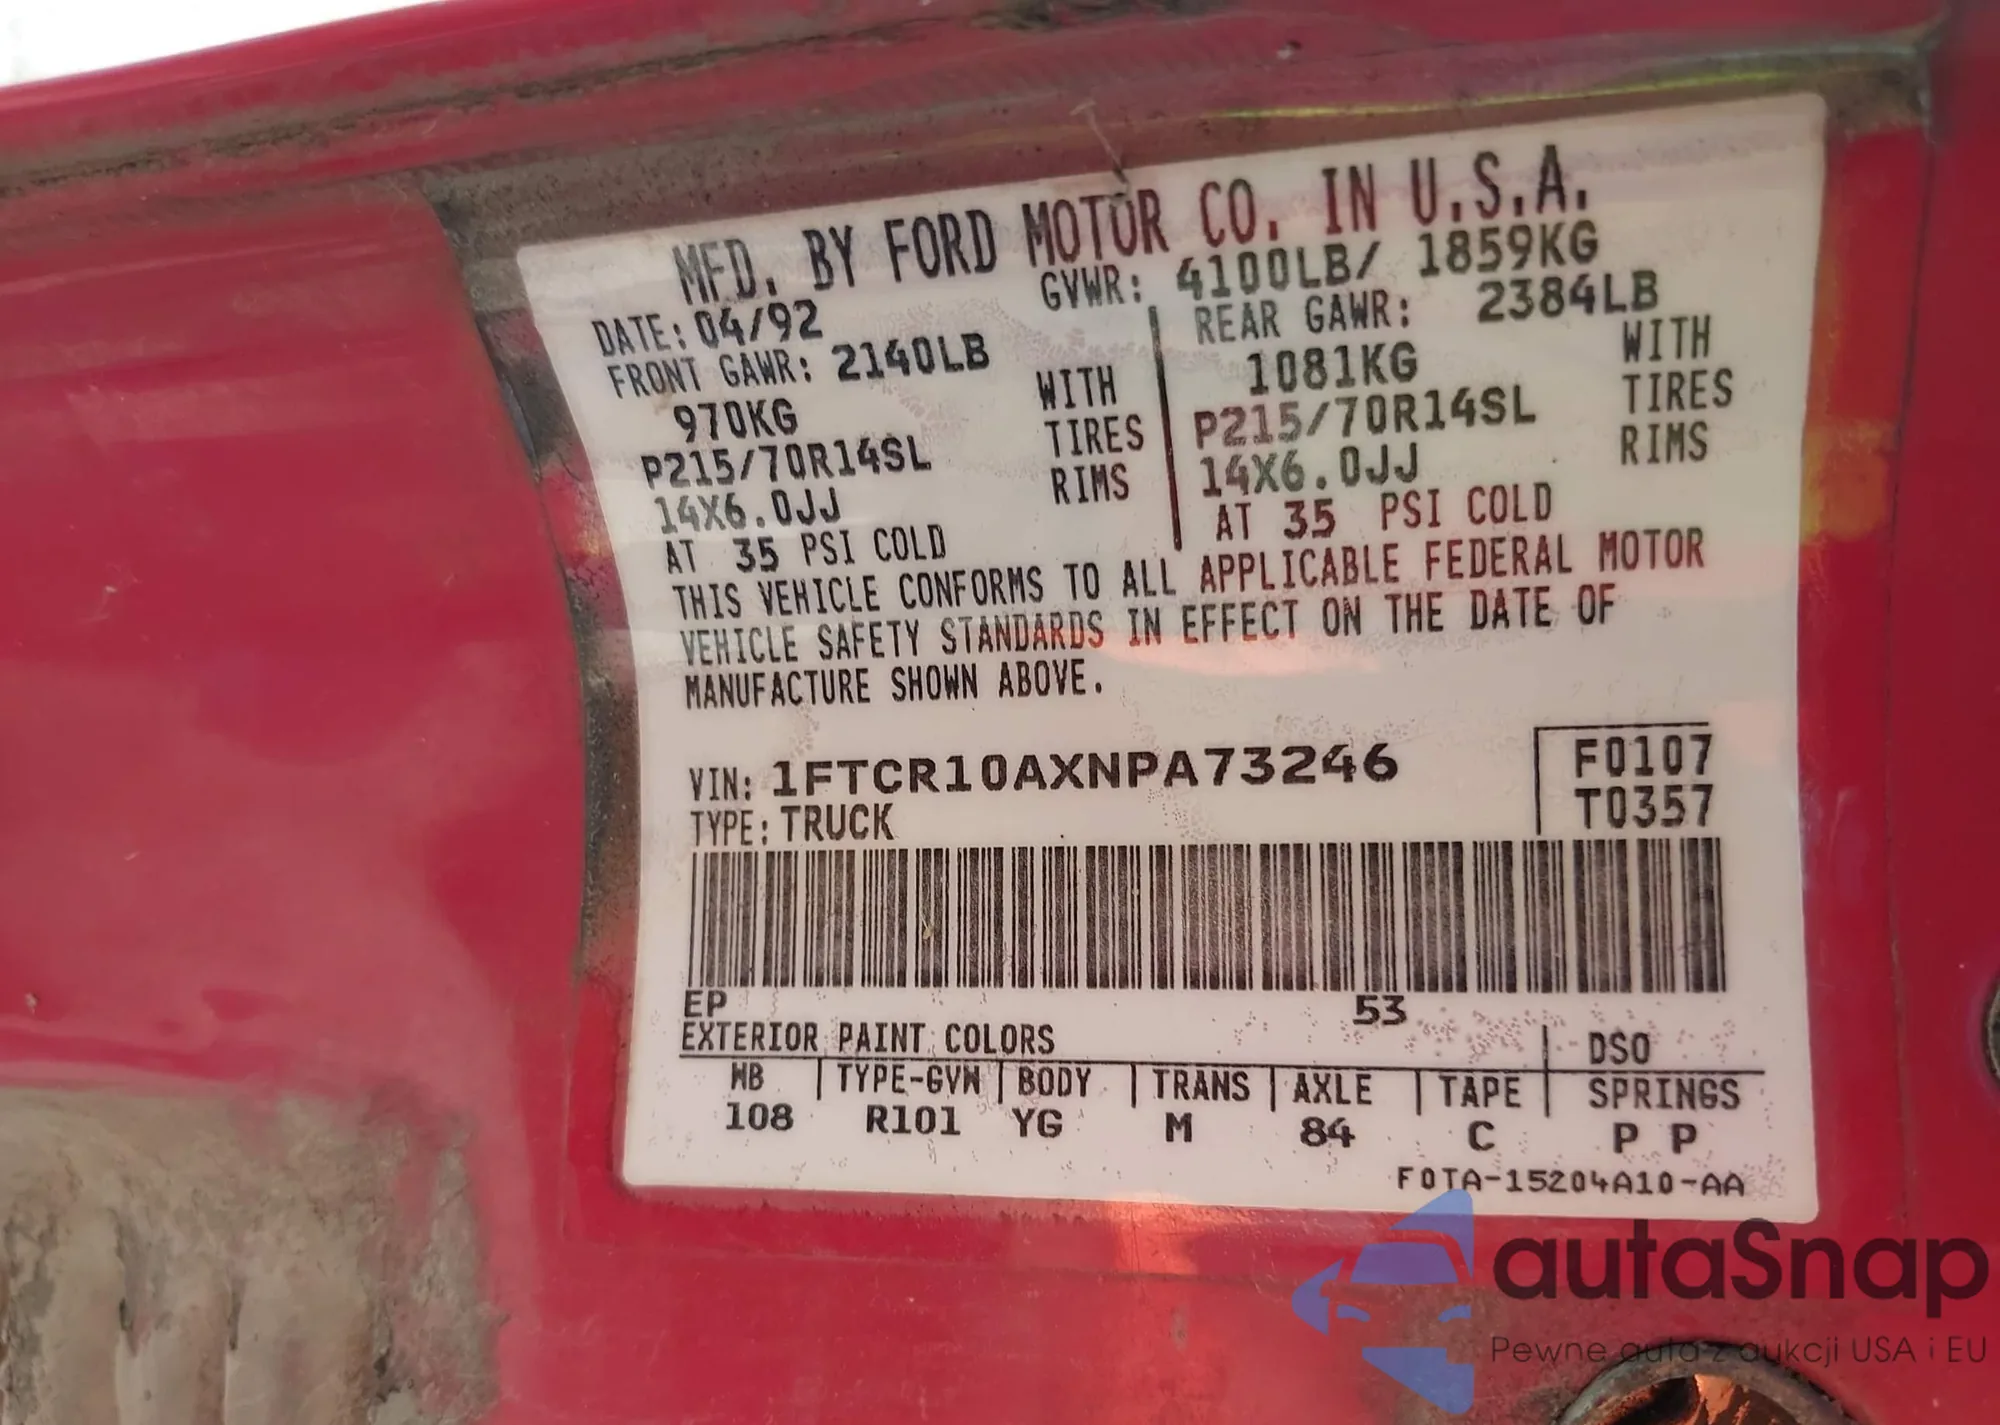 MFD. BY FORD MOTOR CO. IN U.S.A.
DATE: 04/92 GVWR: 4100LB/ 1859KG
FRONT GAWR: 2140LB REAR GAWR: 2384LB
970KG WITH 1081KG WITH
P215/70R14SL TIRES P215/70R14SL TIRES
14X6.0JJ RIMS 14X6.0JJ RIMS
AT 35 PSI COLD AT 35 PSI COLD
THIS VEHICLE CONFORMS TO ALL APPLICABLE FEDERAL MOTOR
VEHICLE SAFETY STANDARDS IN EFFECT ON THE DATE OF
MANUFACTURE SHOWN ABOVE.
VIN: 1FTCR10AXNPA73246 F0107
TYPE: TRUCK T0357
EP 53
EXTERIOR PAINT COLORS DSO
WB TYPE-GVW BODY TRANS AXLE TAPE SPRINGS
108 R101 YG M 84 C P P
F0TA-15204A10-AA
autaSnap
Pewne auta z aukcji USA i EU